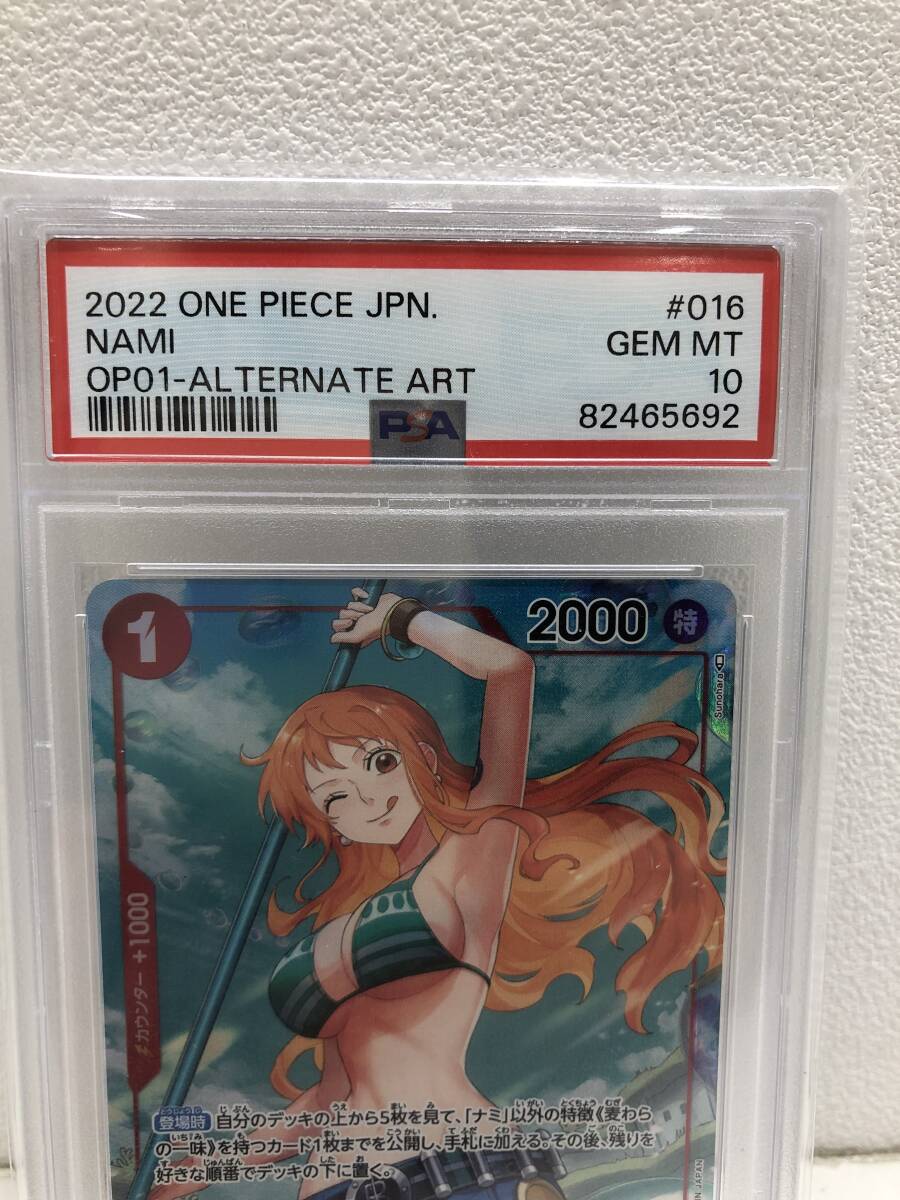 2022 ONE PIECE JPN.
#016
NAMI
GEM MT
OP01-ALTERNATE ART
10
82465692
PSA
1
2000
特
Sunohara
カウンター +1000
登場時 自分のデッキの上から5枚を見て、「ナミ」以外の特徴《麦わら
の一味》を持つカード1枚までを公開し、手札に加える。その後、残りを
好きな順番でデッキの下に置く。
IN JAPAN